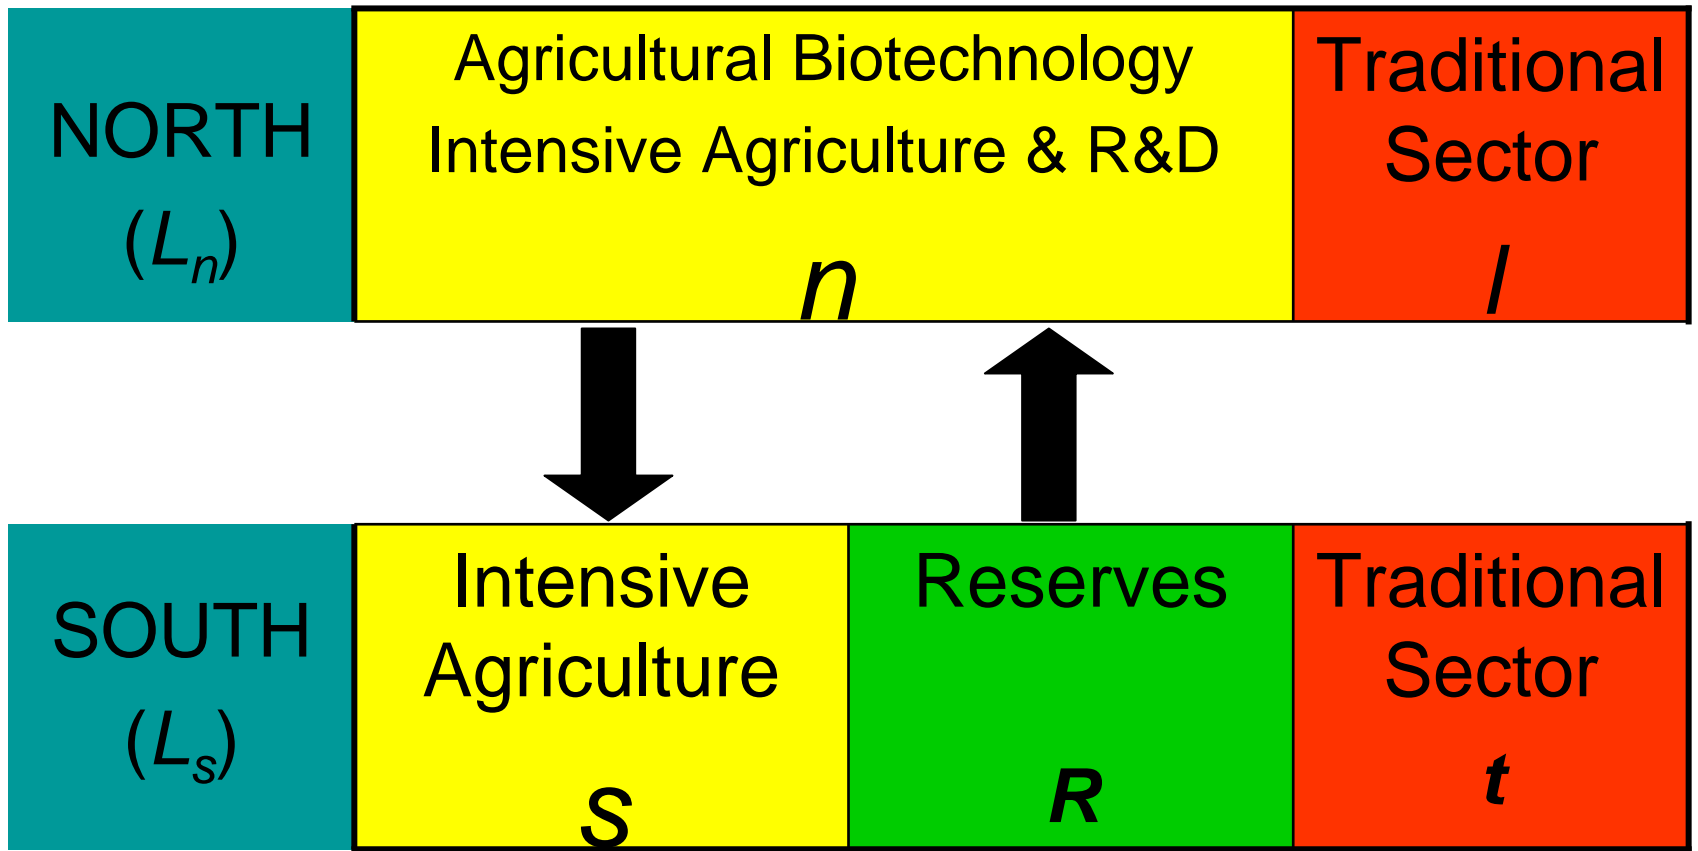 NORTH
(Ln)
Agricultural Biotechnology
Intensive Agriculture & R&D
n
Traditional
Sector
l
SOUTH
(Ls)
Intensive
Agriculture
s
Reserves
R
Traditional
Sector
t